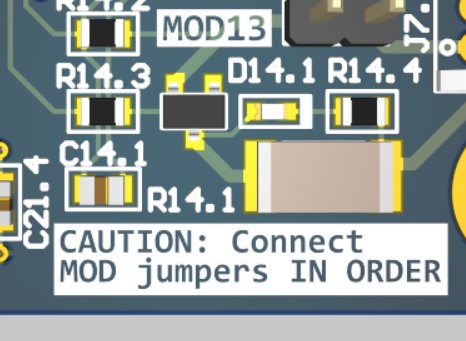 R14.2
MOD13
J7.
R14.3
D14.1 R14.4
C14.1
R14.1
C21.4
CAUTION: Connect
MOD jumpers IN ORDER